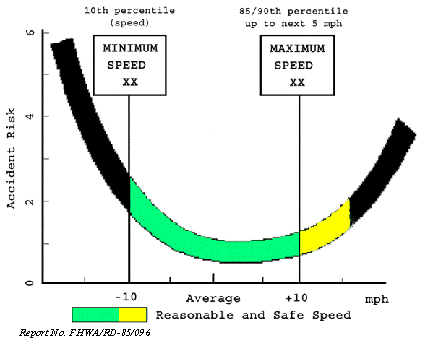 10th percentile
(speed)
85/90th percentile
up to next 5 mph
MINIMUM
SPEED
XX
MAXIMUM
SPEED
XX
Accident Risk
6
4
2
0
-10
Average
+10
mph
Reasonable and Safe Speed
Report No. FHWA/RD-85/096